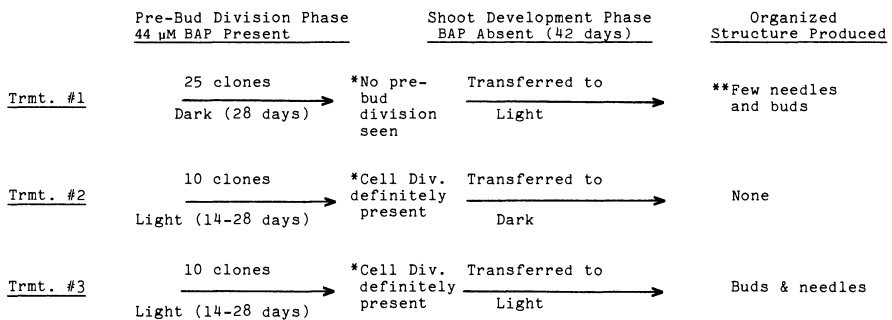 Pre-Bud Division Phase
44 µM BAP Present
Shoot Development Phase
BAP Absent (42 days)
Organized
Structure Produced
Trmt. #1
25 clones
Dark (28 days)
*No pre-
bud
division
seen
Transferred to
Light
**Few needles
and buds
Trmt. #2
10 clones
Light (14-28 days)
*Cell Div.
definitely
present
Transferred to
Dark
None
Trmt. #3
10 clones
Light (14-28 days)
*Cell Div.
definitely
present
Transferred to
Light
Buds & needles